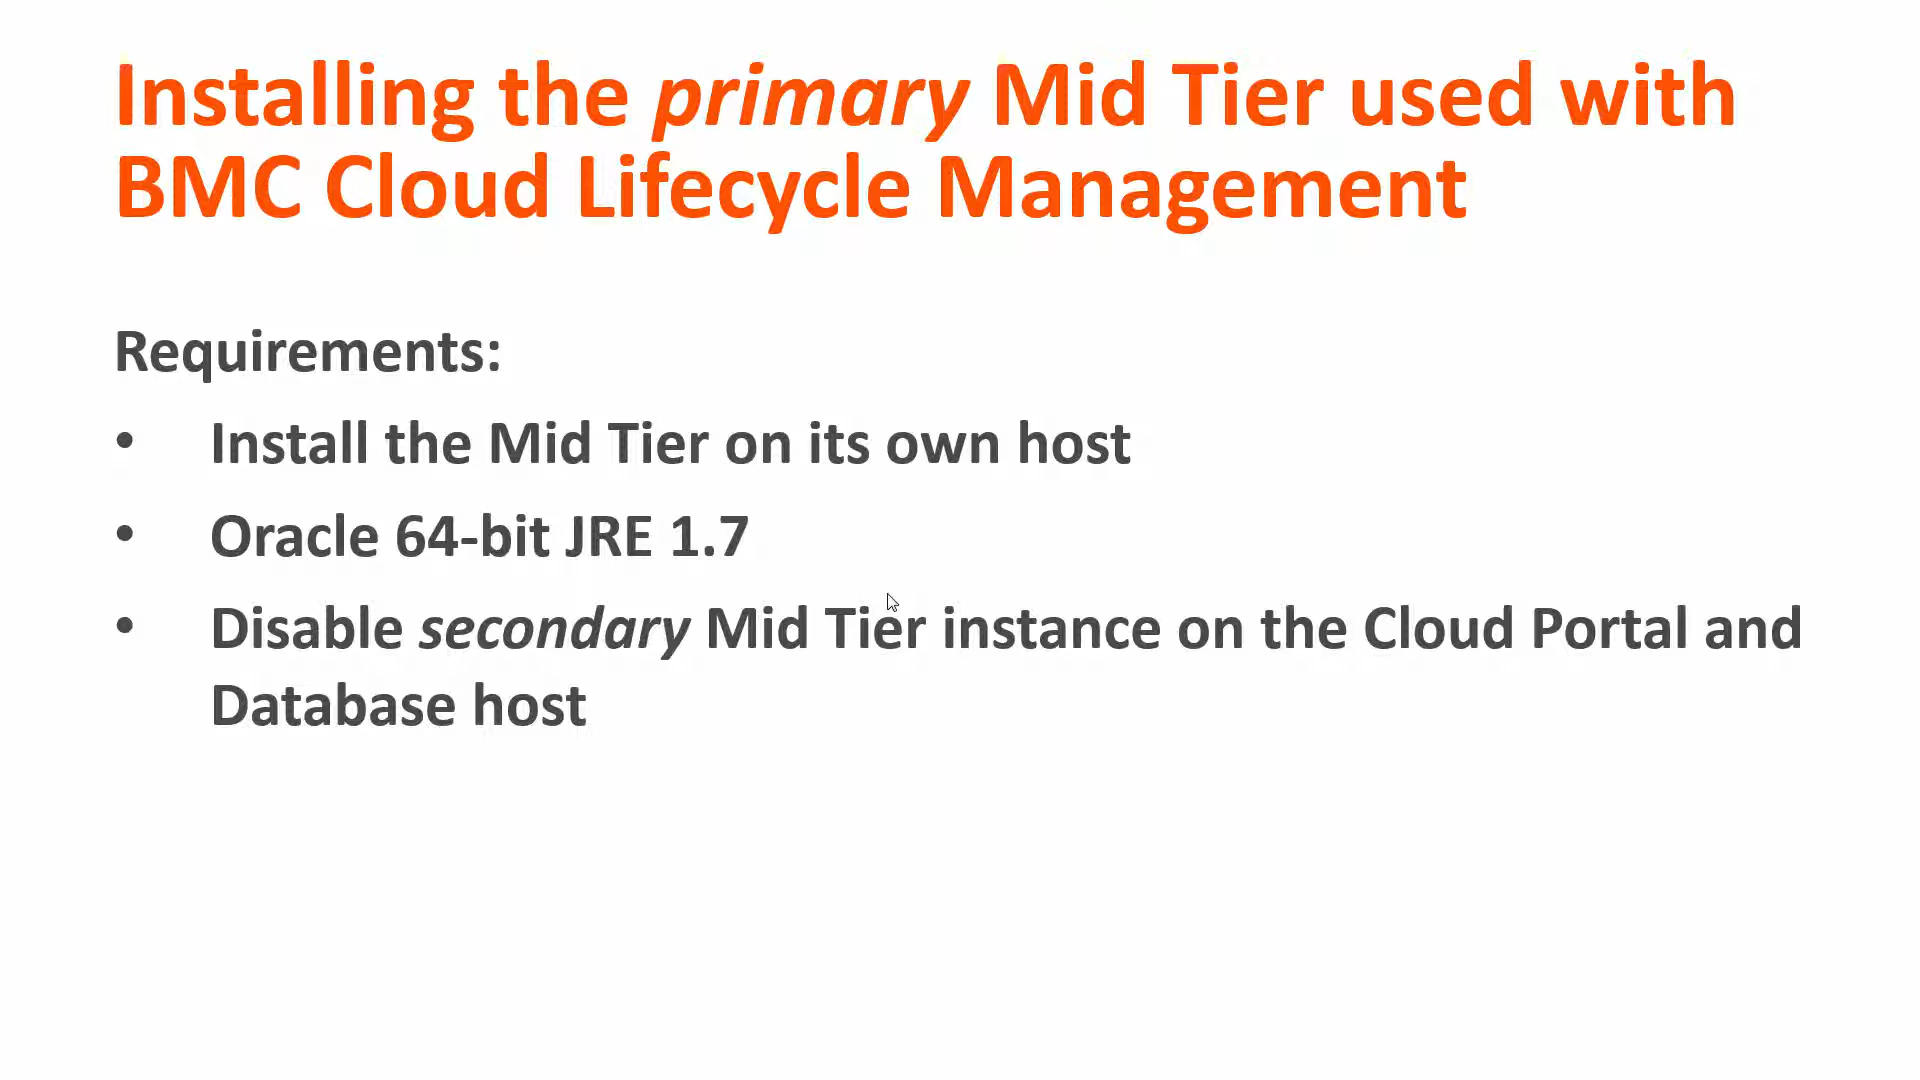 Installing the primary Mid Tier used with
BMC Cloud Lifecycle Management
Requirements:
• Install the Mid Tier on its own host
• Oracle 64-bit JRE 1.7
• Disable secondary Mid Tier instance on the Cloud Portal and
Database host